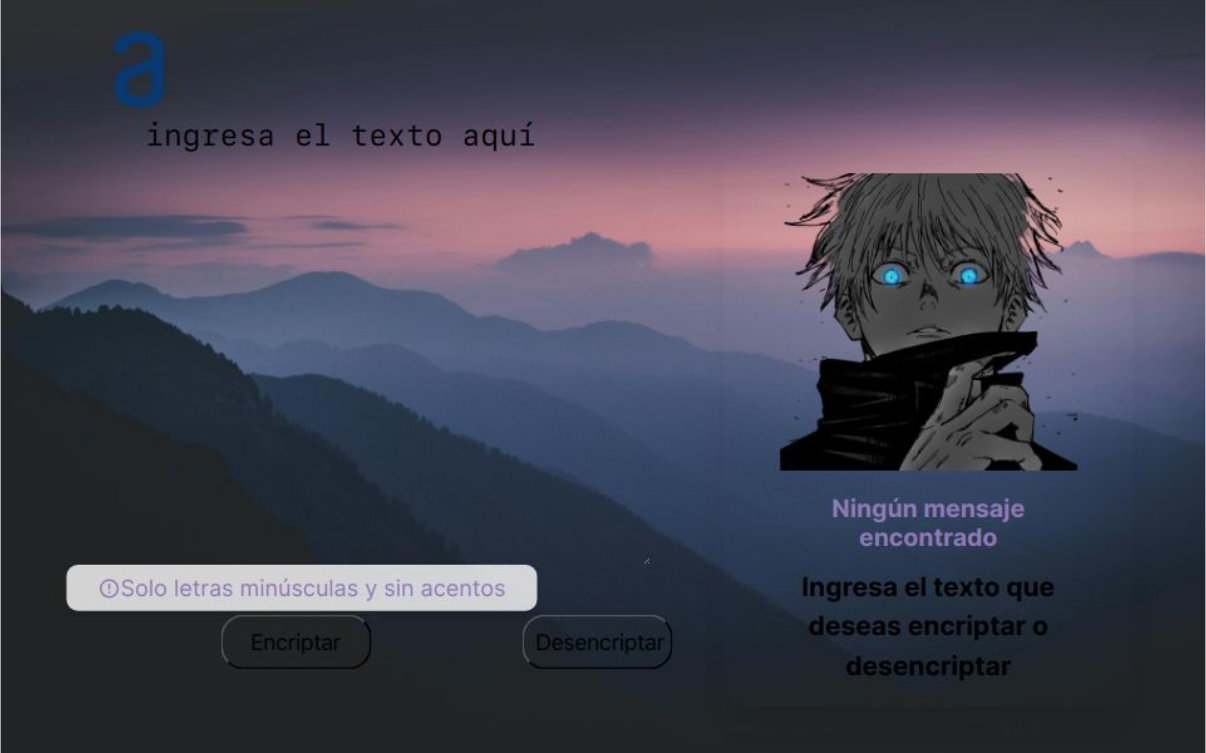 a
ingresa el texto aquí
Ningún mensaje
encontrado
Ingresa el texto que
deseas encriptar o
desencriptar
Solo letras minúsculas y sin acentos
Encriptar
Desencriptar